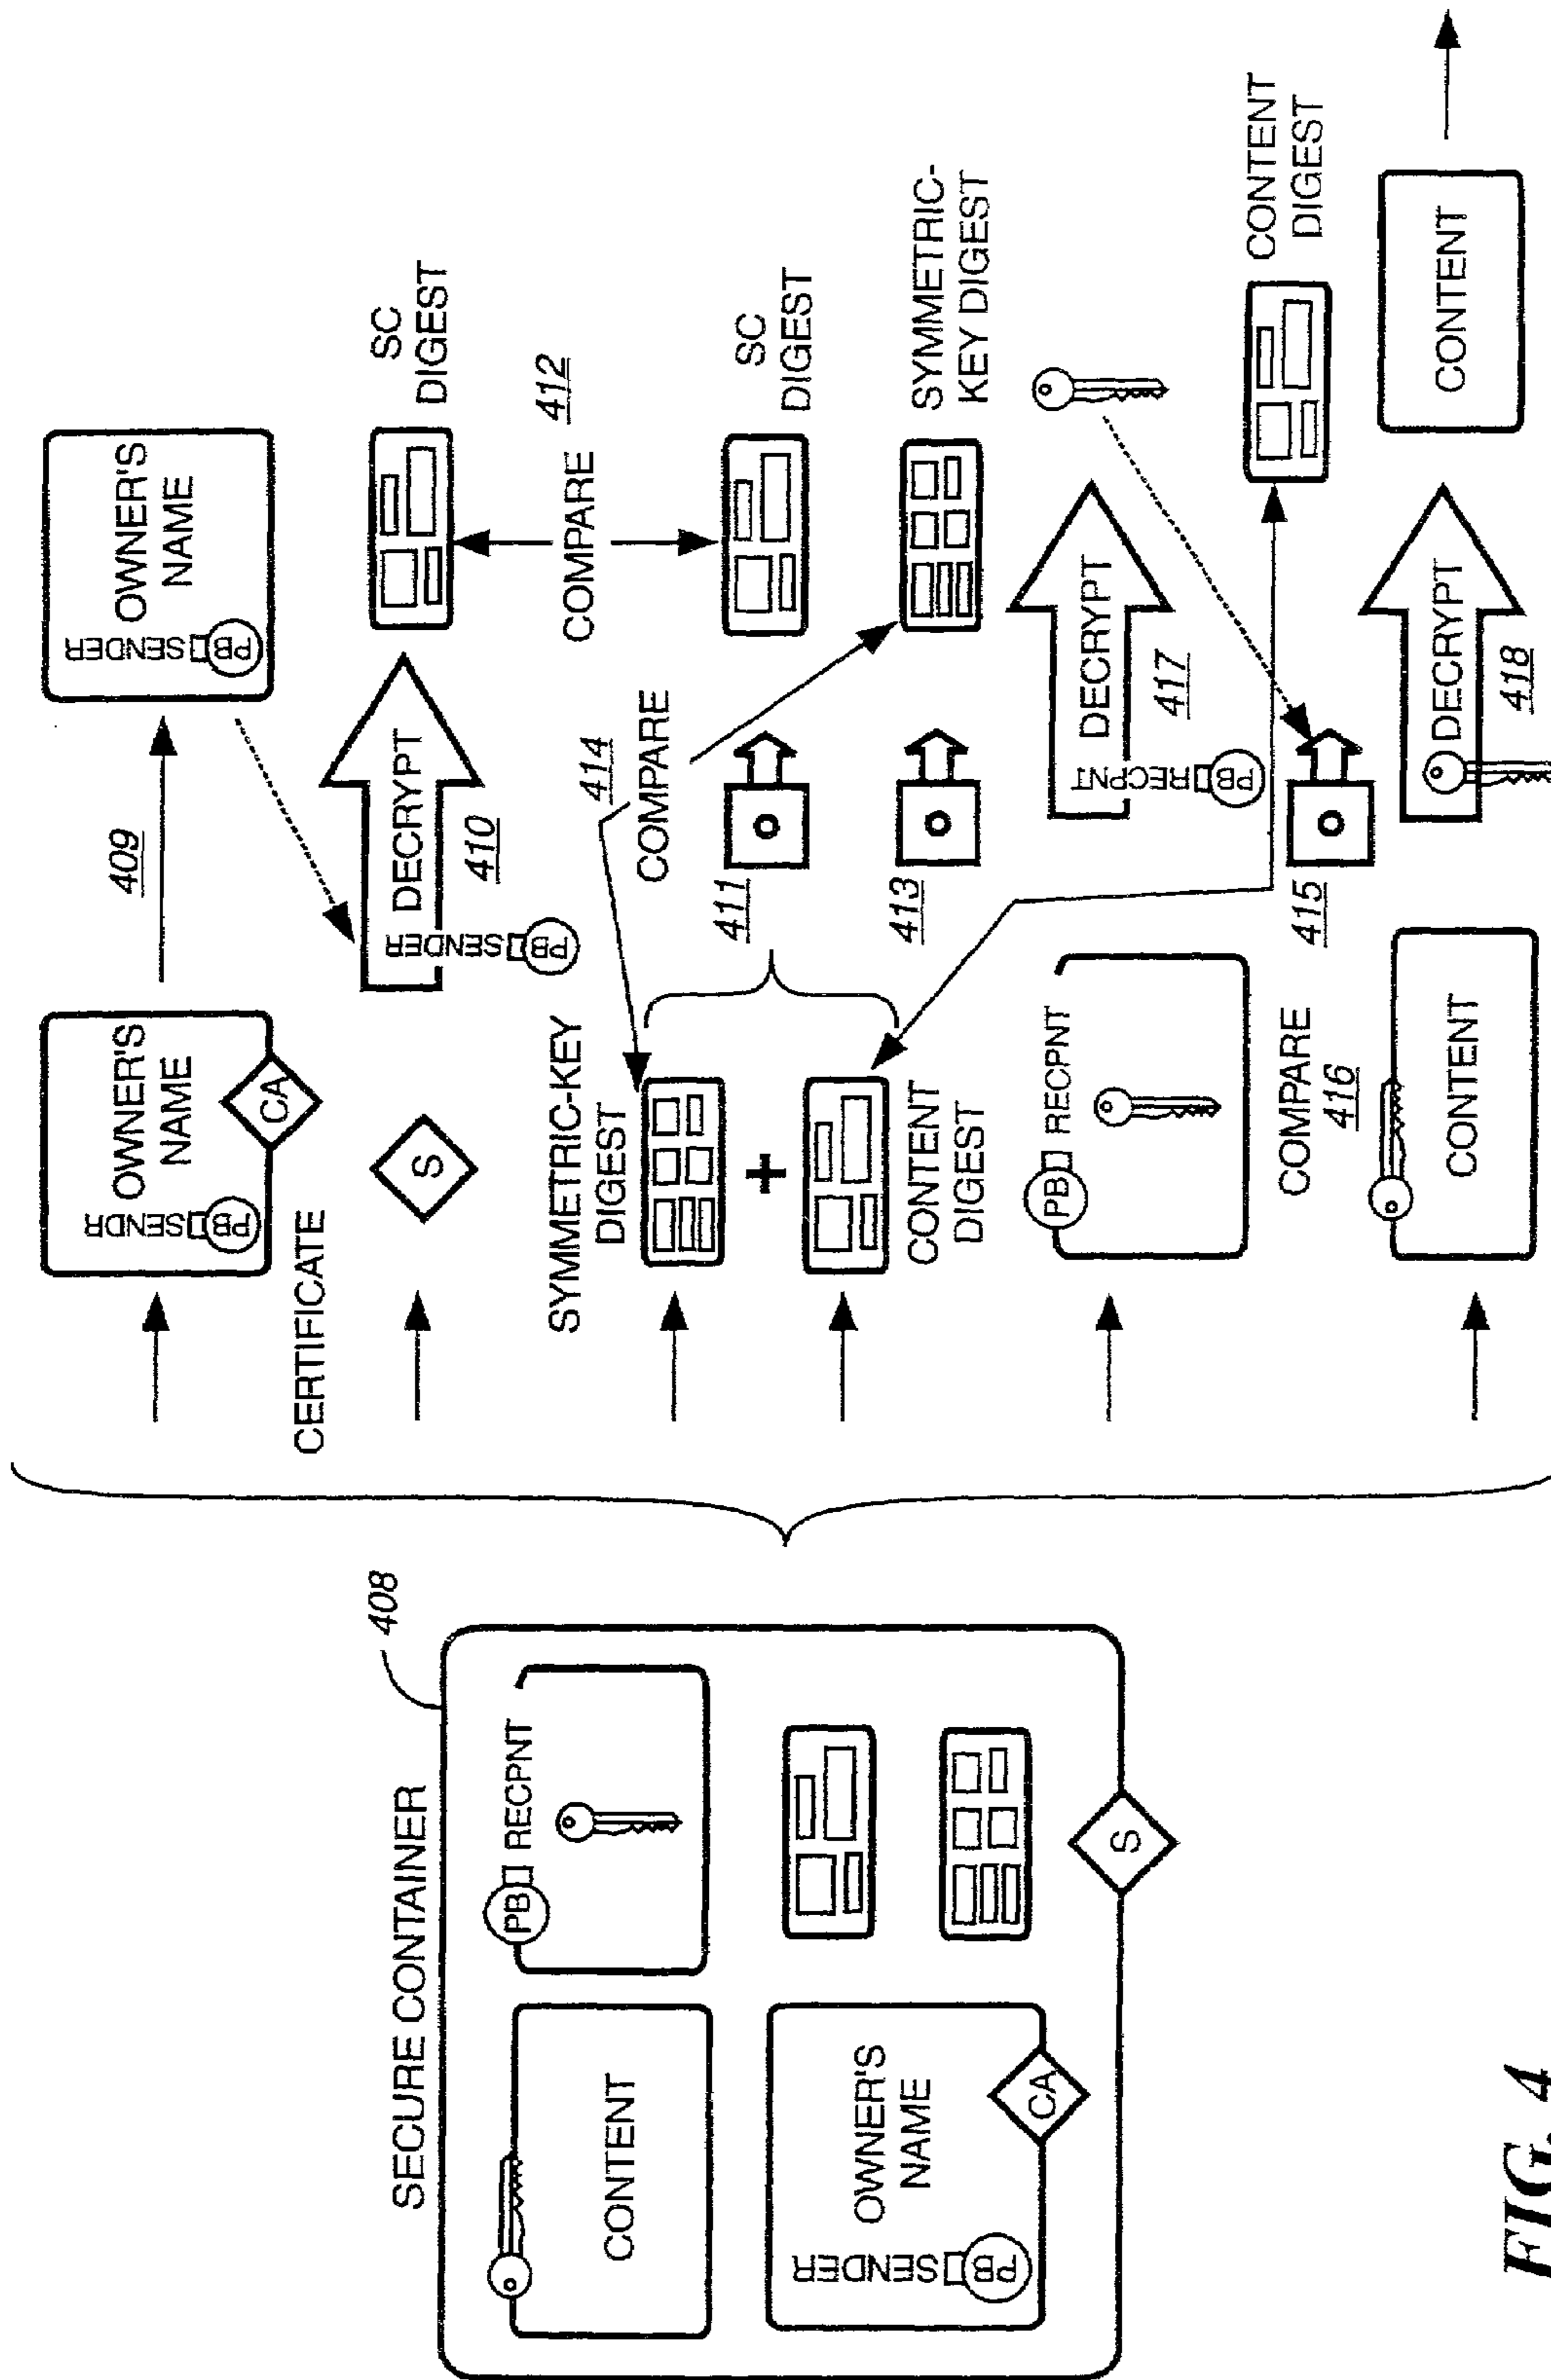 SECURE CONTAINER
408
CONTENT
PB RECPNT
OWNER'S
NAME
SENDER
PB
CA
S
OWNER'S
NAME
SENDR
PB
CA
CERTIFICATE
409
OWNER'S
NAME
SENDER
PB
S
DECRYPT
SENDER
PB
410
SC
DIGEST
COMPARE
412
SYMMETRIC-KEY
DIGEST
+
CONTENT
DIGEST
414
COMPARE
411
SC
DIGEST
413
SYMMETRIC-
KEY DIGEST
PB RECPNT
DECRYPT
RECPNT
PB
417
COMPARE
416
415
CONTENT
DIGEST
CONTENT
DECRYPT
418
CONTENT
FIG. 4